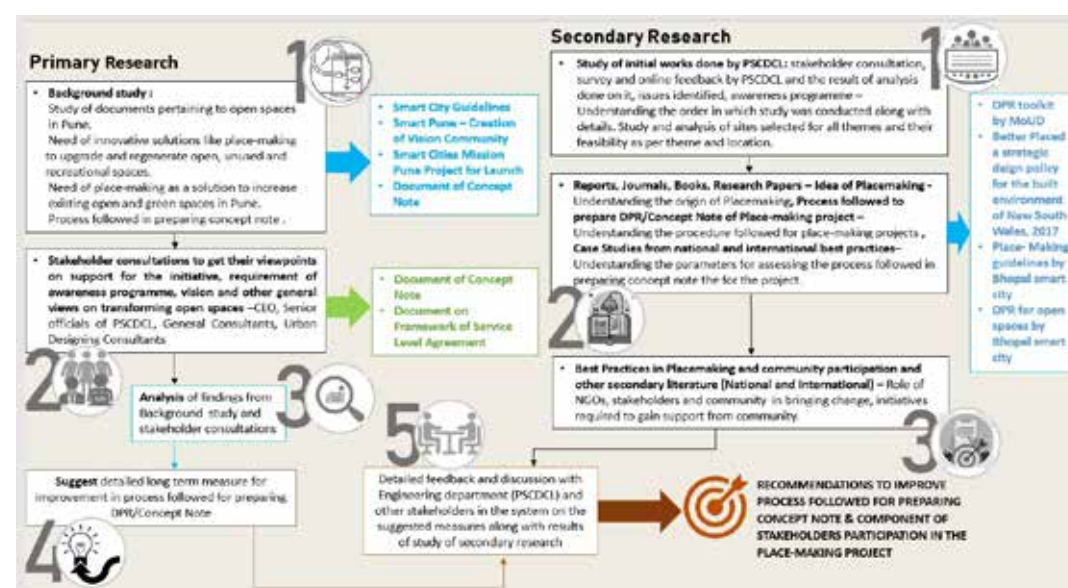 Primary Research
1
• Background study :
Study of documents pertaining to open spaces
in Pune.
Need of innovative solutions like place-making
to upgrade and regenerate open, unused and
recreational spaces.
Need of place-making as a solution to increase
existing open and green spaces in Pune.
Process followed in preparing concept note .
• Smart City Guidelines
• Smart Pune – Creation
of Vision Community
• Smart Cities Mission
Pune Project for Launch
• Document of Concept
Note
• Stakeholder consultations to get their viewpoints
on support for the initiative, requirement of
awareness programme, vision and other general
views on transforming open spaces –CEO, Senior
officials of PSCDCL, General Consultants, Urban
Designing Consultants
• Document of Concept
Note
• Document on
Framework of Service
Level Agreement
2
Analysis of findings from
Background study and
stakeholder consultations
3
Suggest detailed long term measure for
improvement in process followed for preparing
DPR/Concept Note
4
Secondary Research
1
• Study of initial works done by PSCDCL: stakeholder consultation,
survey and online feedback by PSCDCL and the result of analysis
done on it, issues identified, awareness programme –
Understanding the order in which study was conducted along with
details. Study and analysis of sites selected for all themes and their
feasibility as per theme and location.
• Reports, Journals, Books, Research Papers – Idea of Placemaking -
Understanding the origin of Placemaking, Process followed to
prepare DPR/Concept Note of Place-making project –
Understanding the procedure followed for place-making projects ,
Case Studies from national and international best practices–
Understanding the parameters for assessing the process followed in
preparing concept note the for the project.
• DPR toolkit
by MoUD
• Better Placed
a strategic
deign policy
for the built
environment
of New South
Wales, 2017
• Place- Making
guidelines by
Bhopal smart
city
• DPR for open
spaces by
Bhopal smart
city
2
• Best Practices in Placemaking and community participation and
other secondary literature (National and International) – Role of
NGOs, stakeholders and community in bringing change, initiatives
required to gain support from community.
3
5
Detailed feedback and discussion with
Engineering department (PSCDCL) and
other stakeholders in the system on the
suggested measures along with results
of study of secondary research
RECOMMENDATIONS TO IMPROVE
PROCESS FOLLOWED FOR PREPARING
CONCEPT NOTE & COMPONENT OF
STAKEHOLDERS PARTICIPATION IN THE
PLACE-MAKING PROJECT